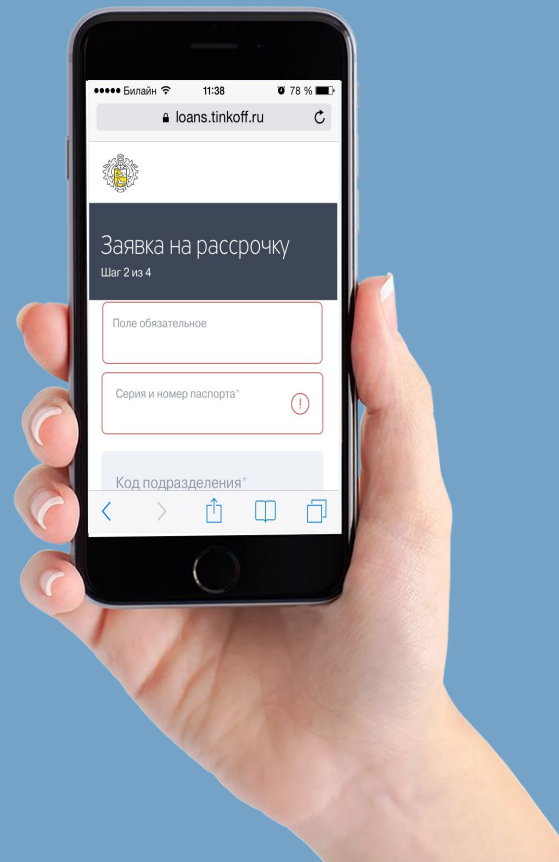 Билайн 11:38 78 %
loans.tinkoff.ru
Заявка на рассрочку
Шаг 2 из 4
Поле обязательное
Серия и номер паспорта*
!
Код подразделения*